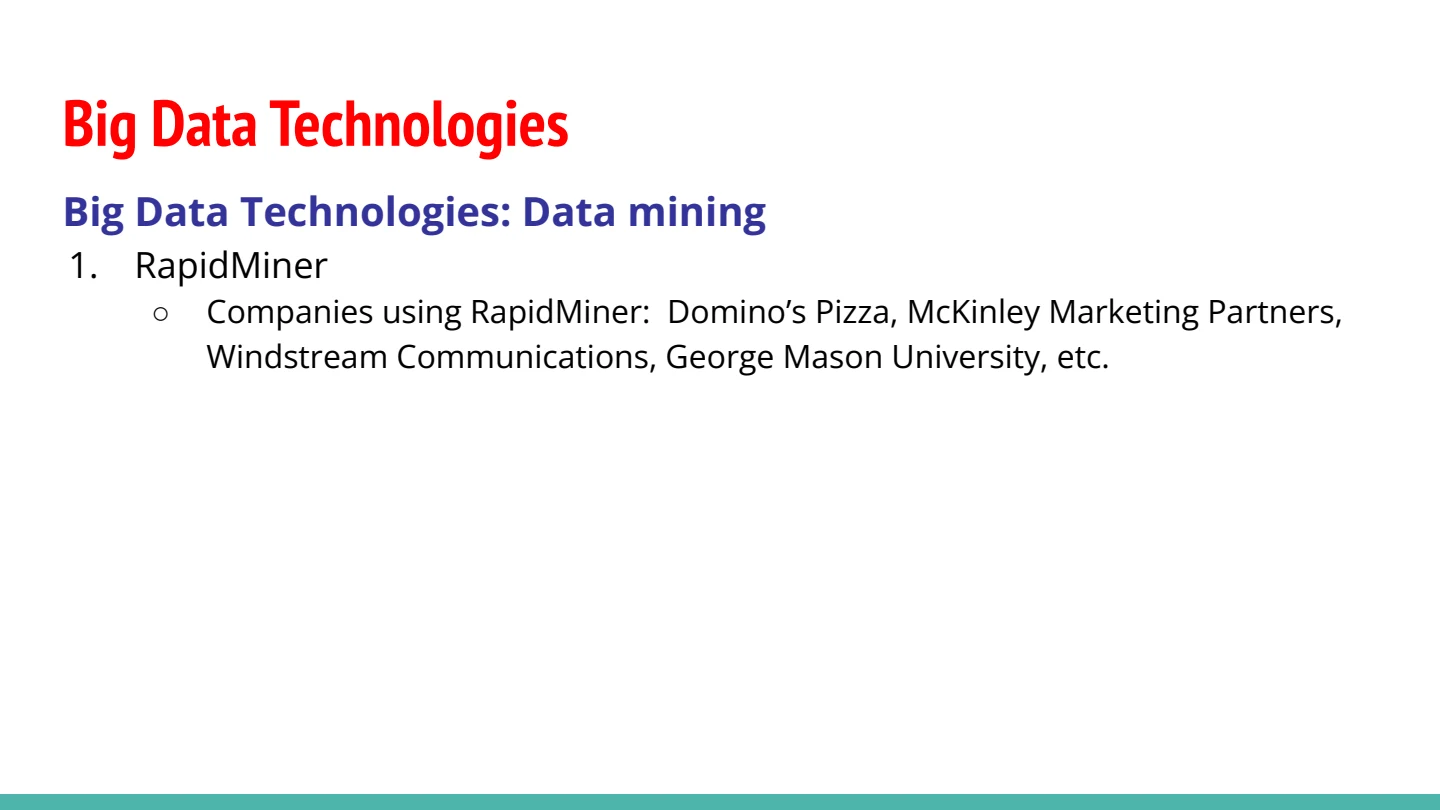 Big Data Technologies
Big Data Technologies: Data mining
1. RapidMiner
○ Companies using RapidMiner:  Domino’s Pizza, McKinley Marketing Partners,
Windstream Communications, George Mason University, etc.